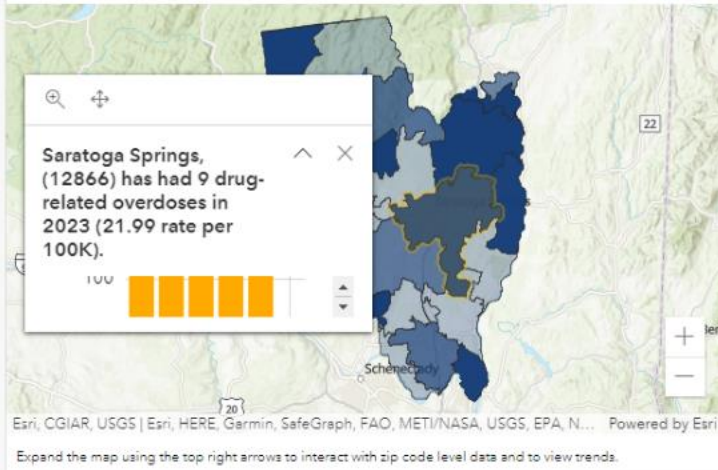 22
Saratoga Springs,
(12866) has had 9 drug-
related overdoses in
2023 (21.99 rate per
100K).
100
+
−
Schenectady
20
Esri, CGIAR, USGS | Esri, HERE, Garmin, SafeGraph, FAO, METI/NASA, USGS, EPA, N... Powered by Esri
Expand the map using the top right arrows to interact with zip code level data and to view trends.